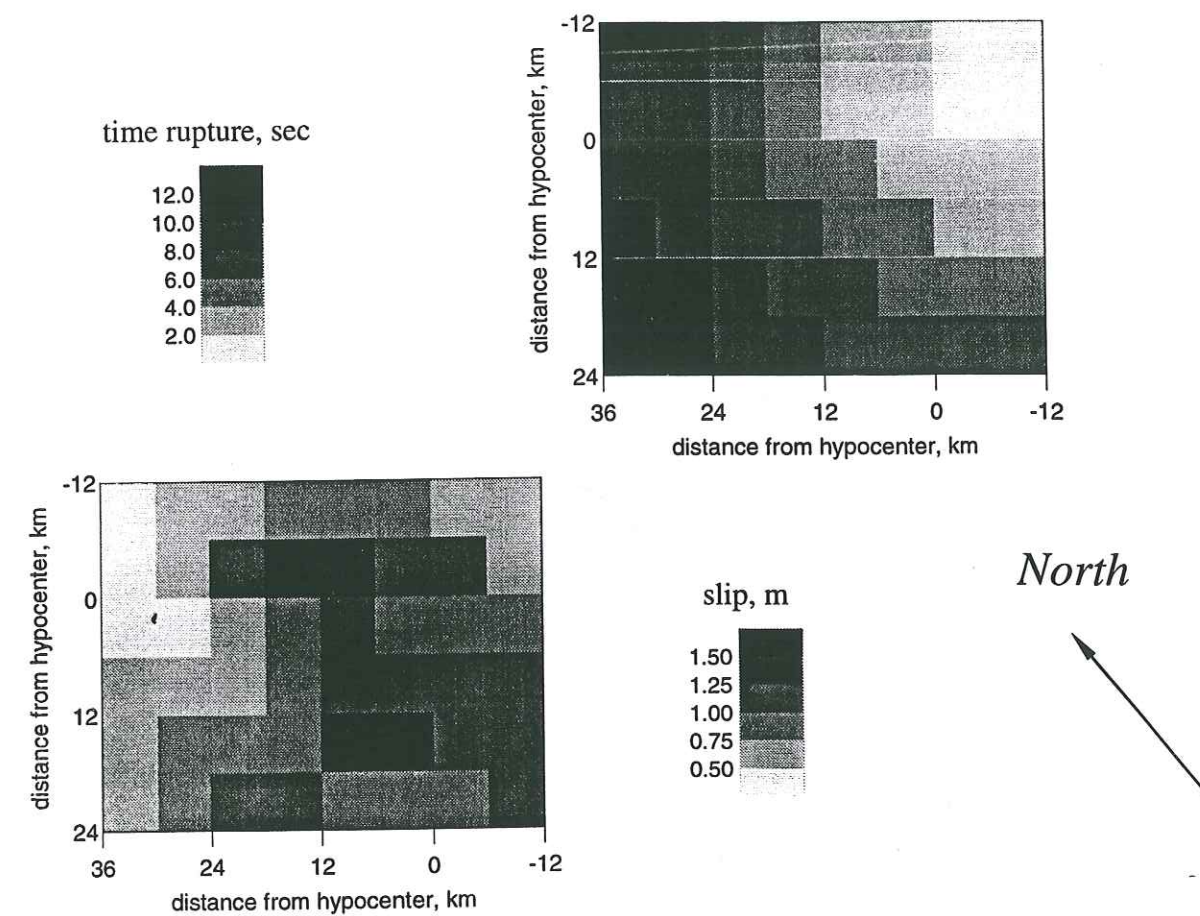 -12
0
12
24
distance from hypocenter, km
36 24 12 0 -12
distance from hypocenter, km
time rupture, sec
12.0
10.0
8.0
6.0
4.0
2.0
-12
0
12
24
distance from hypocenter, km
36 24 12 0 -12
distance from hypocenter, km
slip, m
1.50
1.25
1.00
0.75
0.50
North